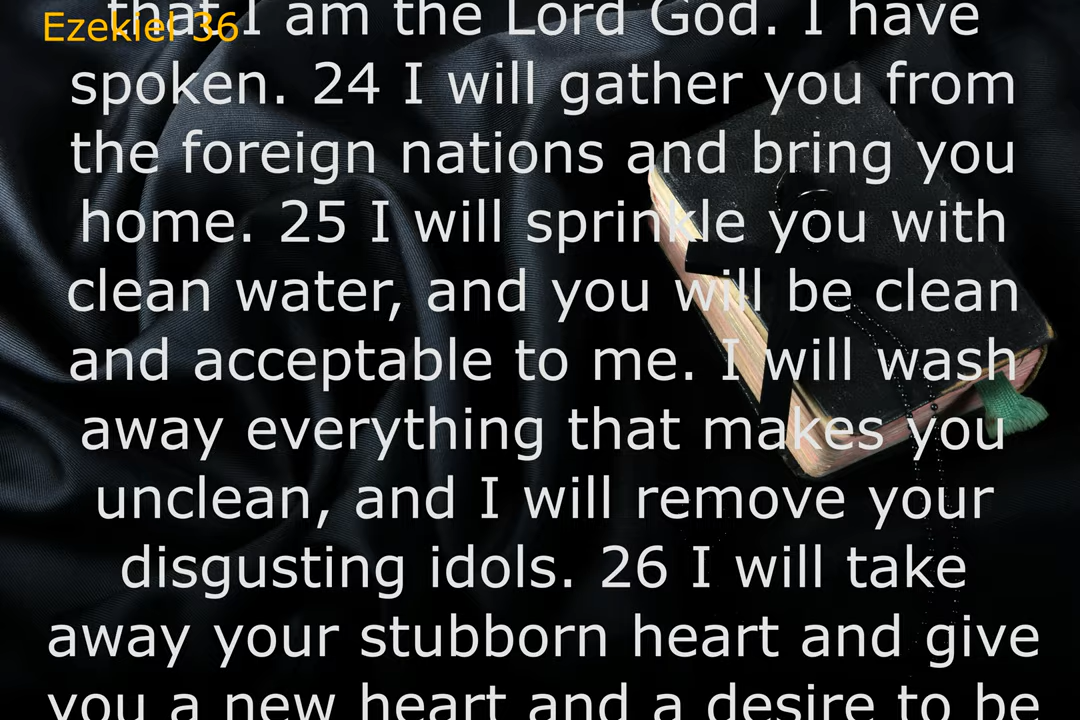 Ezekiel 36
that I am the Lord God. I have
spoken. 24 I will gather you from
the foreign nations and bring you
home. 25 I will sprinkle you with
clean water, and you will be clean
and acceptable to me. I will wash
away everything that makes you
unclean, and I will remove your
disgusting idols. 26 I will take
away your stubborn heart and give
you a new heart and a desire to be